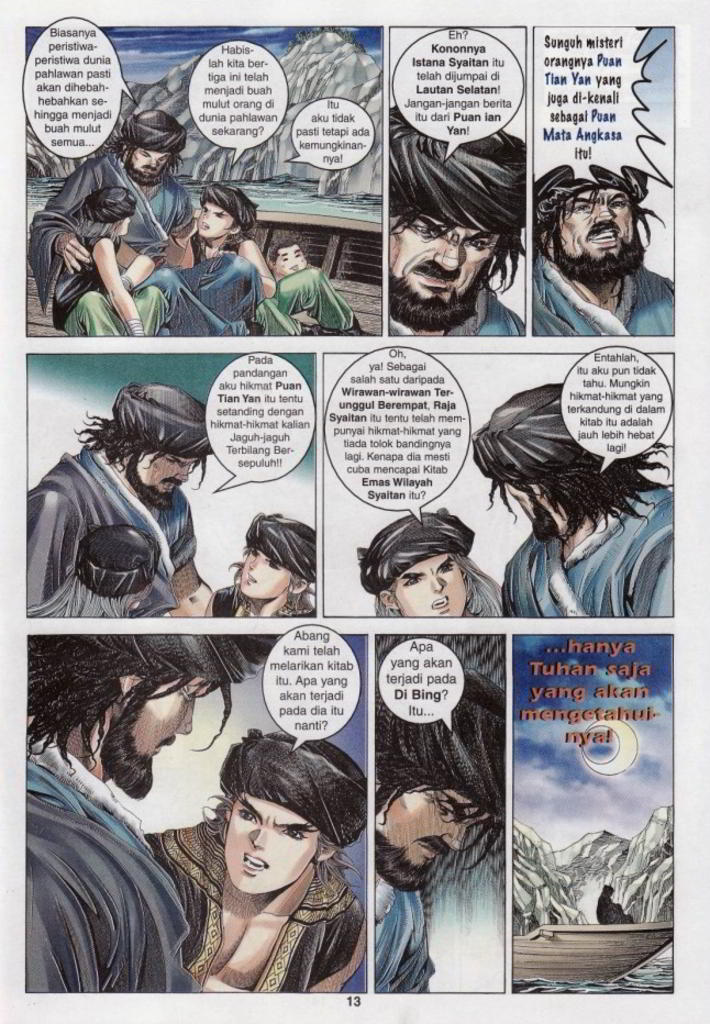 Biasanya
peristiwa-
peristiwa dunia
pahlawan pasti
akan dihebah-
hebahkan se-
hingga menjadi
buah mulut
semua...
Habis-
lah kita ber-
tiga ini telah
menjadi buah
mulut orang di
dunia pahlawan
sekarang?
Itu
aku tidak
pasti tetapi ada
kemungkinan-
nya!
Eh?
Kononnya
Istana Syaitan itu
telah dijumpai di
Lautan Selatan!
Jangan-jangan berita
itu dari Puan ian
Yan!
Sunguh misteri
orangnya Puan
Tian Yan yang
juga di-kenali
sebagai Puan
Mata Angkasa
itu!
Pada
pandangan
aku hikmat Puan
Tian Yan itu tentu
setanding dengan
hikmat-hikmat kalian
Jaguh-jaguh
Terbilang Ber-
sepuluh!!
Oh,
ya! Sebagai
salah satu daripada
Wirawan-wirawan Ter-
unggul Berempat, Raja
Syaitan itu tentu telah mem-
punyai hikmat-hikmat yang
tiada tolok bandingnya
lagi. Kenapa dia mesti
cuba mencapai Kitab
Emas Wilayah
Syaitan itu?
Entahlah,
itu aku pun tidak
tahu. Mungkin
hikmat-hikmat yang
terkandung di dalam
kitab itu adalah
jauh lebih hebat
lagi!
Abang
kami telah
melarikan kitab
itu. Apa yang
akan terjadi
pada dia itu
nanti?
Apa
yang akan
terjadi pada
Di Bing?
Itu...
...hanya
Tuhan saja
yang akan
mengetahui-
nya!
13